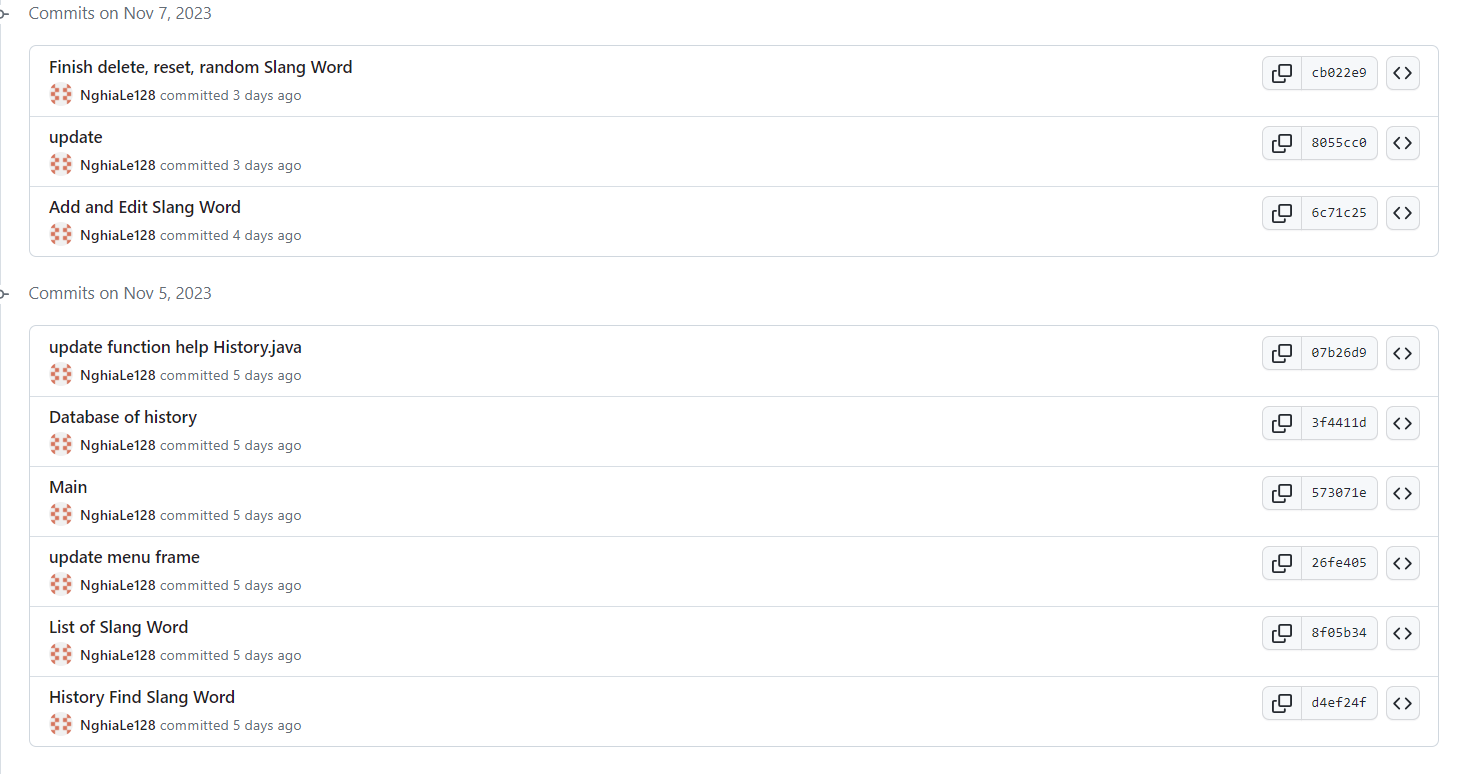 Commits on Nov 7, 2023
Finish delete, reset, random Slang Word
cb022e9
NghiaLe128 committed 3 days ago
update
8055cc0
NghiaLe128 committed 3 days ago
Add and Edit Slang Word
6c71c25
NghiaLe128 committed 4 days ago
Commits on Nov 5, 2023
update function help History.java
07b26d9
NghiaLe128 committed 5 days ago
Database of history
3f4411d
NghiaLe128 committed 5 days ago
Main
573071e
NghiaLe128 committed 5 days ago
update menu frame
26fe405
NghiaLe128 committed 5 days ago
List of Slang Word
8f05b34
NghiaLe128 committed 5 days ago
History Find Slang Word
d4ef24f
NghiaLe128 committed 5 days ago